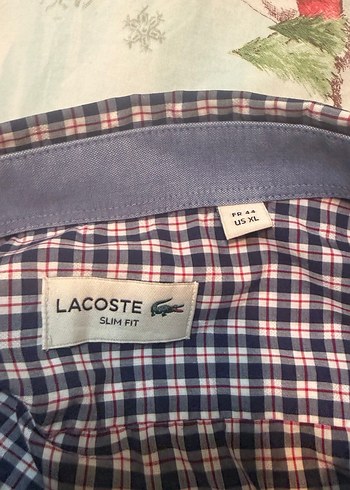 FR 44
US XL
LACOSTE
SLIM FIT